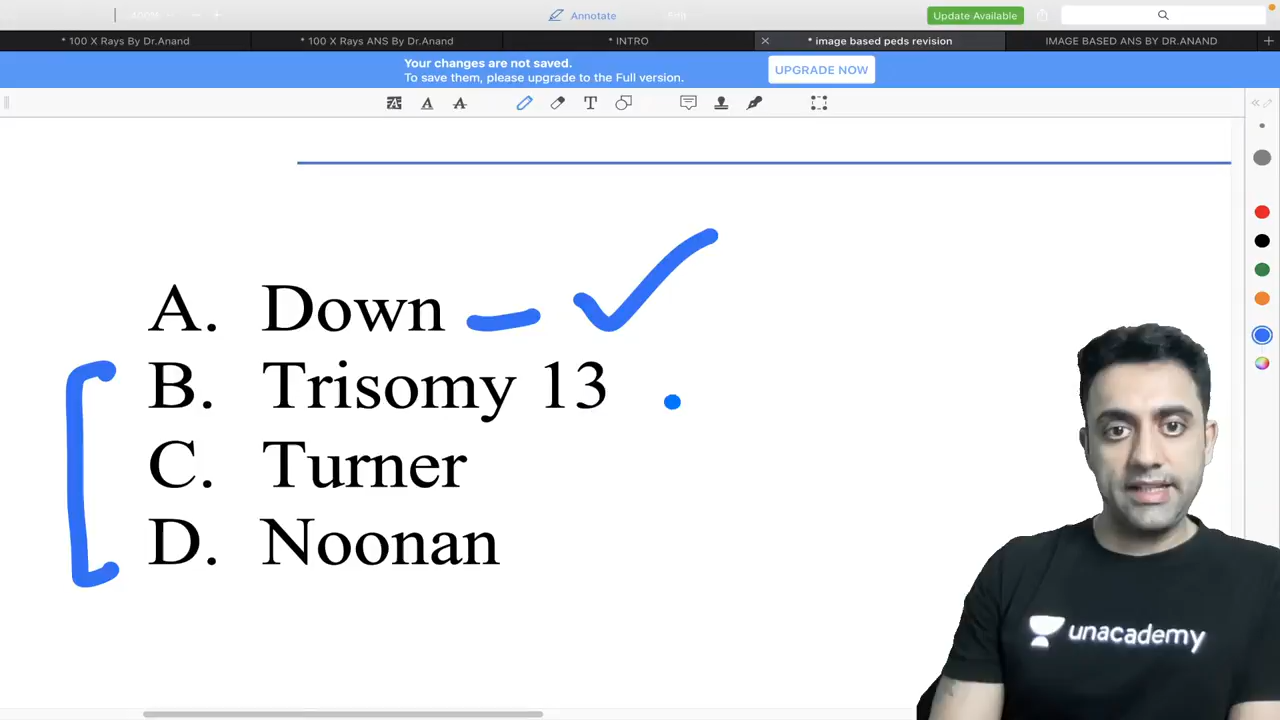 Annotate
Update Available
* 100 X Rays By Dr.Anand
* 100 X Rays ANS By Dr.Anand
* INTRO
* image based peds revision
IMAGE BASED ANS BY DR.ANAND
Your changes are not saved.
To save them, please upgrade to the Full version.
UPGRADE NOW
A. Down
B. Trisomy 13
C. Turner
D. Noonan
unacademy